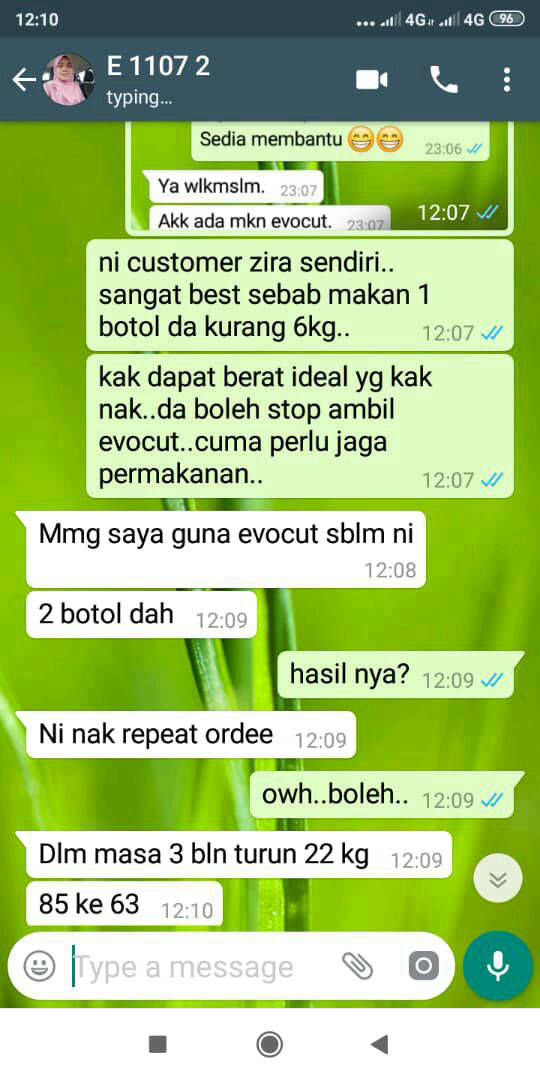 12:10
4G
4G
96
E 1107 2
typing...
Sedia membantu 😁😁 23:06
Ya wlkmslm. 23:07
Akk ada mkn evocut. 23:07
12:07
ni customer zira sendiri..
sangat best sebab makan 1
botol da kurang 6kg.. 12:07
kak dapat berat ideal yg kak
nak..da boleh stop ambil
evocut..cuma perlu jaga
permakanan.. 12:07
Mmg saya guna evocut sblm ni
12:08
2 botol dah 12:09
hasil nya? 12:09
Ni nak repeat ordee 12:09
owh..boleh.. 12:09
Dlm masa 3 bln turun 22 kg 12:09
85 ke 63 12:10
Type a message